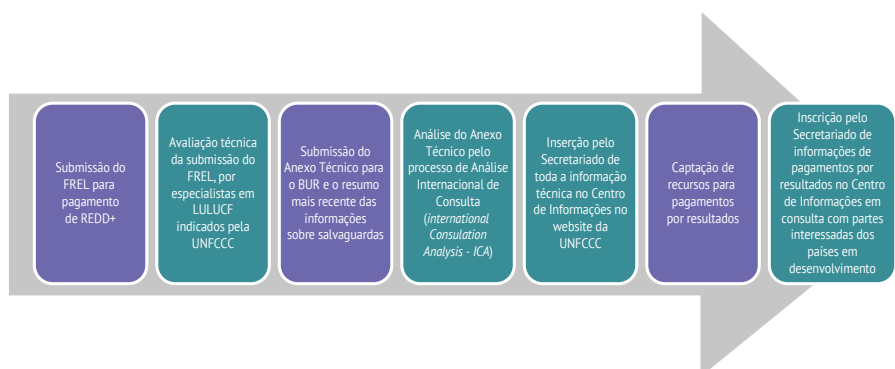 Submissão do
FREL para
pagamento
de REDD+
Avaliação técnica
da submissão do
FREL, por
especialistas em
LULUCF
indicados pela
UNFCCC
Submissão do
Anexo Técnico para
o BUR e o resumo
mais recente das
informações
sobre salvaguardas
Análise do Anexo
Técnico pelo
processo de Análise
Internacional de
Consulta
(international
Consulation
Analysis - ICA)
Inserção pelo
Secretariado de
toda a informação
técnica no Centro
de Informações no
website da
UNFCCC
Captação de
recursos para
pagamentos
por resultados
Inscrição pelo
Secretariado de
informações de
pagamentos por
resultados no Centro
de Informações em
consulta com partes
interessadas dos
países em
desenvolvimento